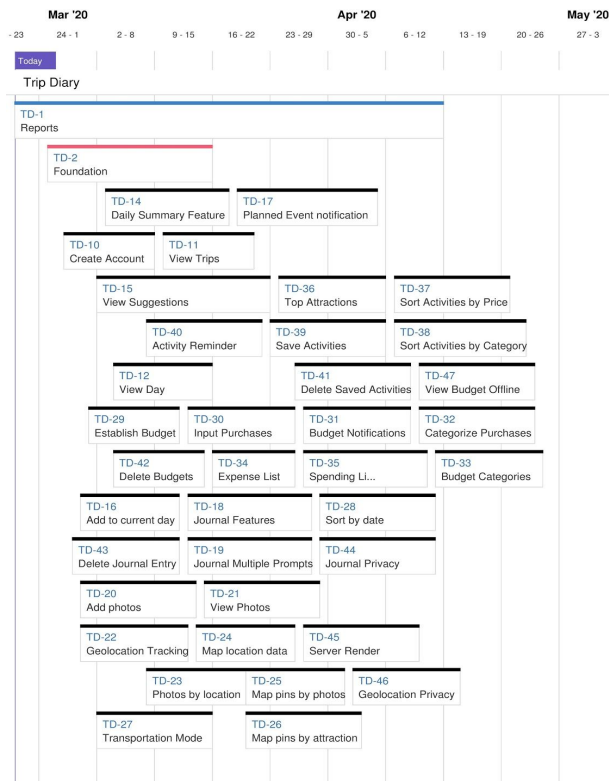 Mar '20 Apr '20 May '20
- 23 24 - 1 2 - 8 9 - 15 16 - 22 23 - 29 30 - 5 6 - 12 13 - 19 20 - 26 27 - 3
Today
Trip Diary
TD-1
Reports
TD-2
Foundation
TD-14 TD-17
Daily Summary Feature Planned Event notification
TD-10 TD-11
Create Account View Trips
TD-15 TD-36 TD-37
View Suggestions Top Attractions Sort Activities by Price
TD-40 TD-39 TD-38
Activity Reminder Save Activities Sort Activities by Category
TD-12 TD-41 TD-47
View Day Delete Saved Activities View Budget Offline
TD-29 TD-30 TD-31 TD-32
Establish Budget Input Purchases Budget Notifications Categorize Purchases
TD-42 TD-34 TD-35 TD-33
Delete Budgets Expense List Spending Li... Budget Categories
TD-16 TD-18 TD-28
Add to current day Journal Features Sort by date
TD-43 TD-19 TD-44
Delete Journal Entry Journal Multiple Prompts Journal Privacy
TD-20 TD-21
Add photos View Photos
TD-22 TD-24 TD-45
Geolocation Tracking Map location data Server Render
TD-23 TD-25 TD-46
Photos by location Map pins by photos Geolocation Privacy
TD-27 TD-26
Transportation Mode Map pins by attraction